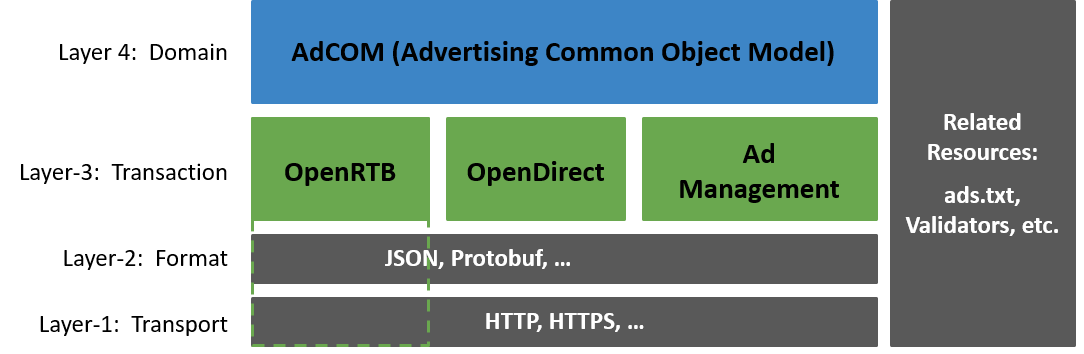 Layer 4:  Domain
AdCOM (Advertising Common Object Model)
Layer-3:  Transaction
OpenRTB
OpenDirect
Ad
Management
Layer-2:  Format
JSON, Protobuf, ...
Layer-1:  Transport
HTTP, HTTPS, ...
Related
Resources:
ads.txt,
Validators, etc.